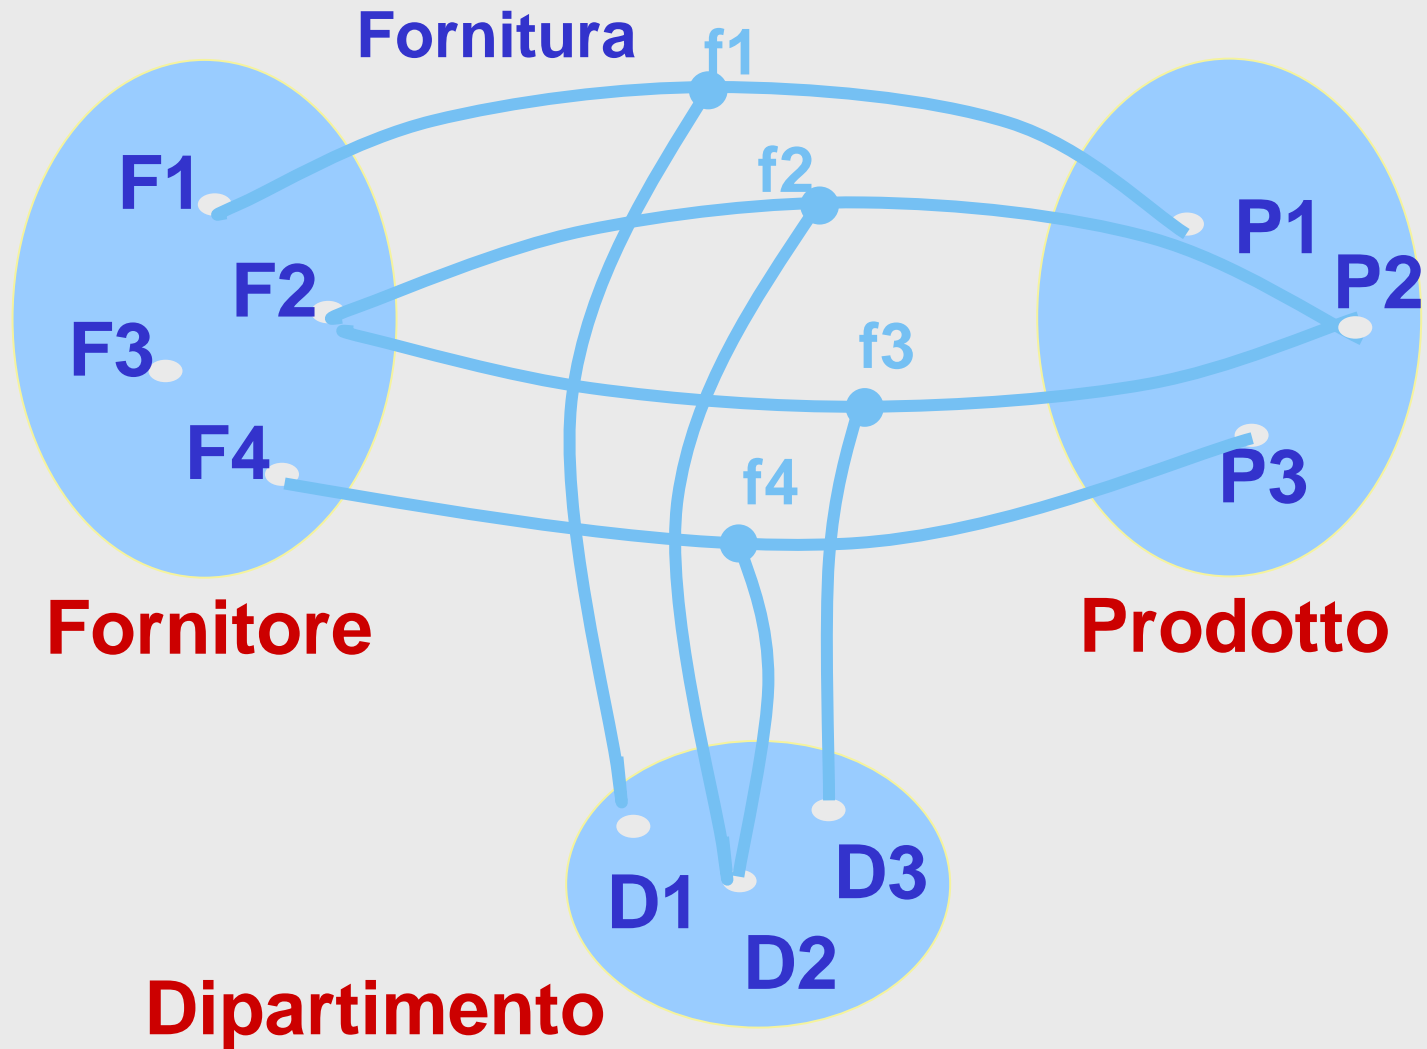 Fornitura
f1
f2
F1
P1
F2
P2
F3
f3
F4
f4
P3
Fornitore
Prodotto
D1
D3
D2
Dipartimento